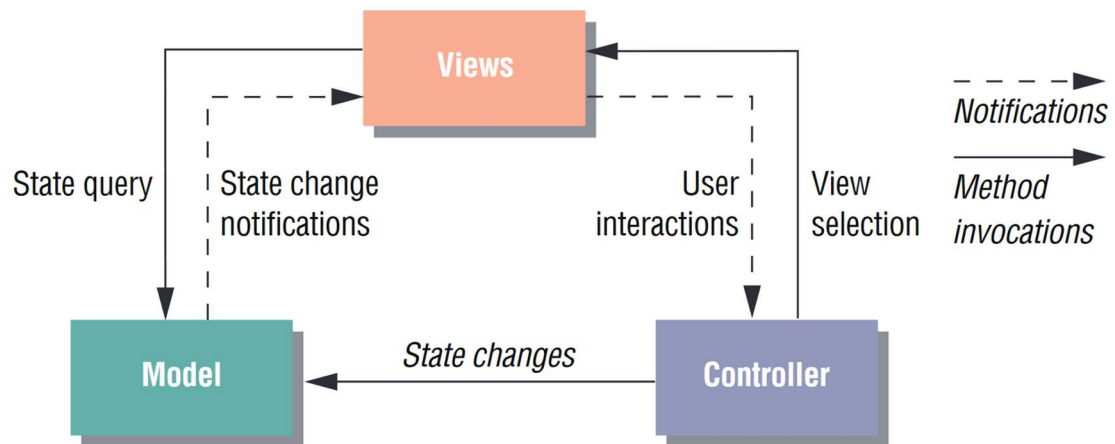 Views
Notifications
State query
State change
notifications
User
interactions
View
selection
Method
invocations
Model
State changes
Controller